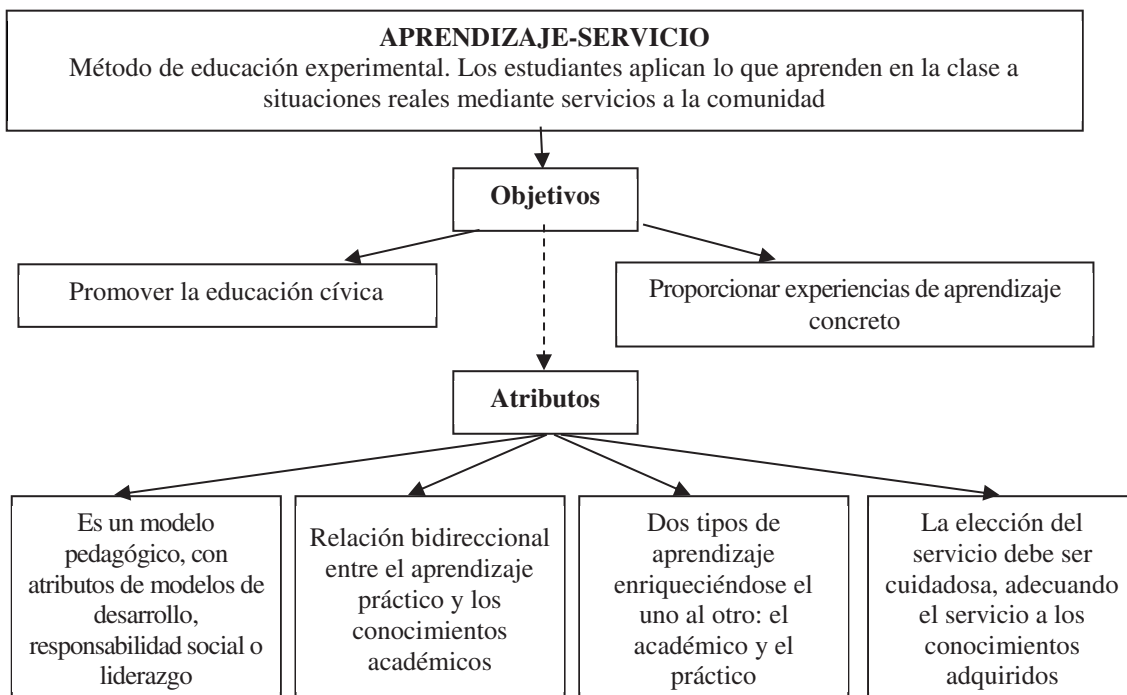 APRENDIZAJE-SERVICIO
Método de educación experimental. Los estudiantes aplican lo que aprenden en la clase a
situaciones reales mediante servicios a la comunidad
Objetivos
Promover la educación cívica
Proporcionar experiencias de aprendizaje
concreto
Atributos
Es un modelo
pedagógico, con
atributos de modelos de
desarrollo,
responsabilidad social o
liderazgo
Relación bidireccional
entre el aprendizaje
práctico y los
conocimientos
académicos
Dos tipos de
aprendizaje
enriqueciéndose el
uno al otro: el
académico y el
práctico
La elección del
servicio debe ser
cuidadosa, adecuando
el servicio a los
conocimientos
adquiridos